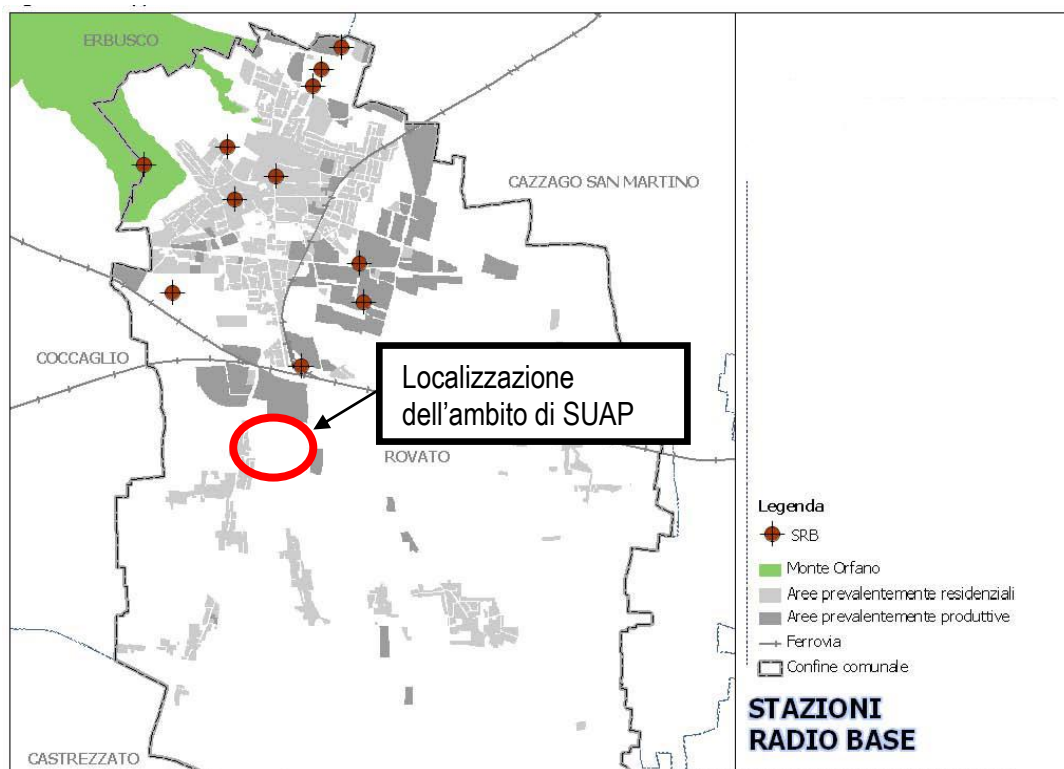 ERBUSCO
CAZZAGO SAN MARTINO
COCCAGLIO
Localizzazione
dell'ambito di SUAP
ROVATO
CASTREZZATO
Legenda
SRB
Monte Orfano
Aree prevalentemente residenziali
Aree prevalentemente produttive
Ferrovia
Confine comunale
STAZIONI
RADIO BASE